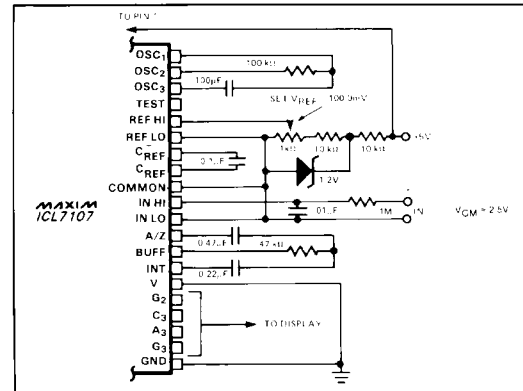 TO PIN 1
OSC1
OSC2
OSC3
TEST
REF HI
REF LO
CREF
CREF
COMMON
IN HI
IN LO
A/Z
BUFF
INT
V
G2
C3
A3
G3
GND
MAXIM
ICL7107
100 kΩ
100µF
SET VREF
100.0mV
1kΩ
10 kΩ
10 kΩ
+5V
0.1µF
1.2V
.01µF
1M
IN
VCM = 2.5V
0.47µF
47 kΩ
0.22µF
TO DISPLAY